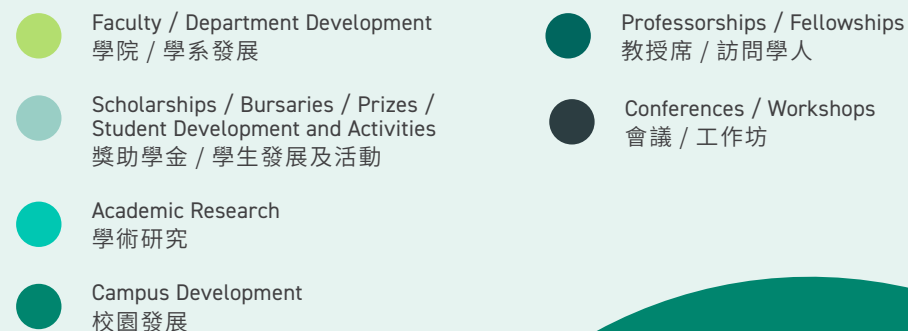 Faculty / Department Development
學院 / 學系發展
Scholarships / Bursaries / Prizes /
Student Development and Activities
獎助學金 / 學生發展及活動
Academic Research
學術研究
Campus Development
校園發展
Professorships / Fellowships
教授席 / 訪問學人
Conferences / Workshops
會議 / 工作坊